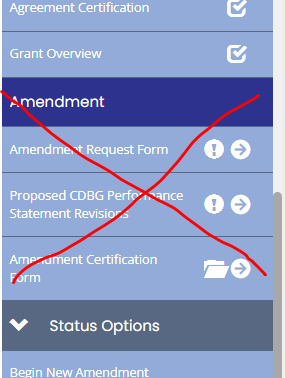 Agreement Certification
Grant Overview
Amendment
Amendment Request Form
Proposed CDBG Performance
Statement Revisions
Amendment Certification
Form
Status Options
Begin New Amendment